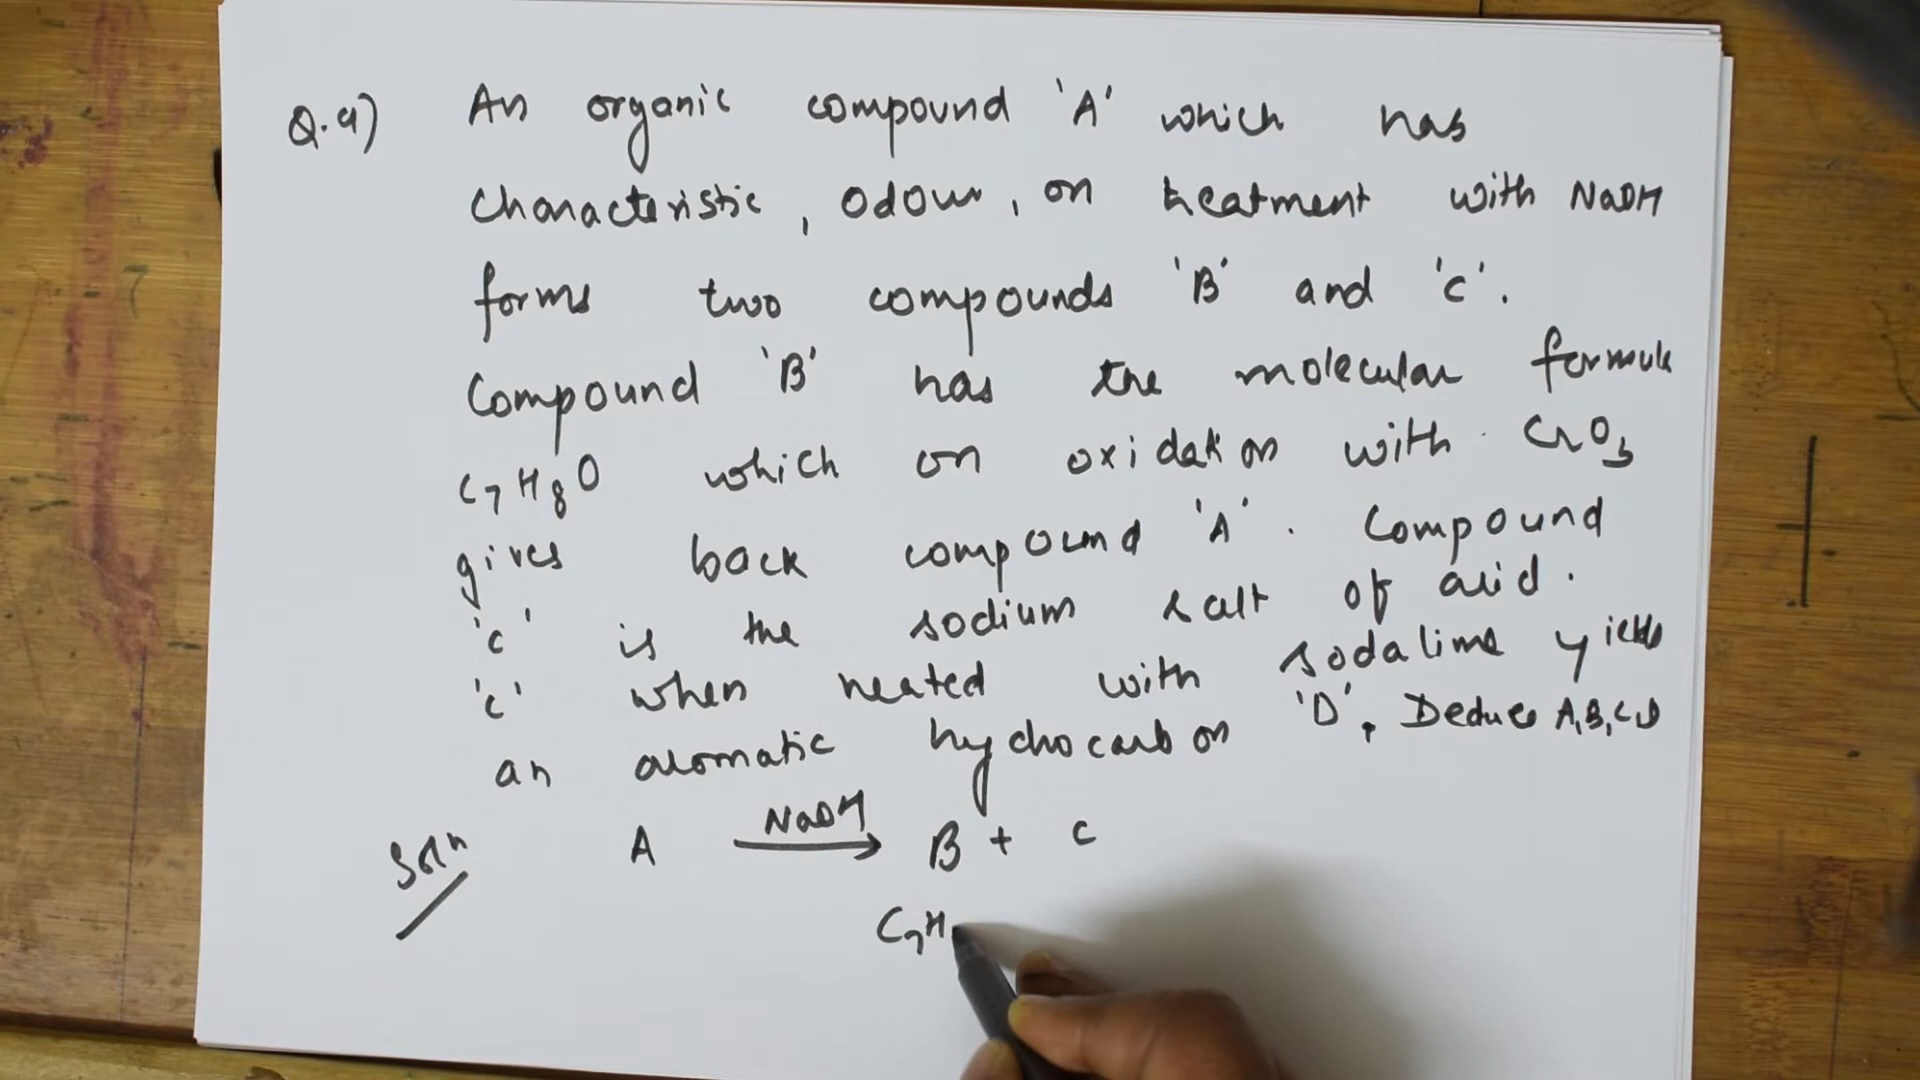 Q.9) An organic compound 'A' which has
characteristic, odour, on treatment with NaOH
forms two compounds 'B' and 'C'.
Compound 'B' has the molecular formula
C7H8O which on oxidation with CrO3
gives back compound 'A'. Compound
'C' is the sodium salt of acid.
'C' when heated with sodalime yields
an aromatic hydrocarbon 'D'. Deduce A,B,C,D
Soln A NaOH → B + C
C7H